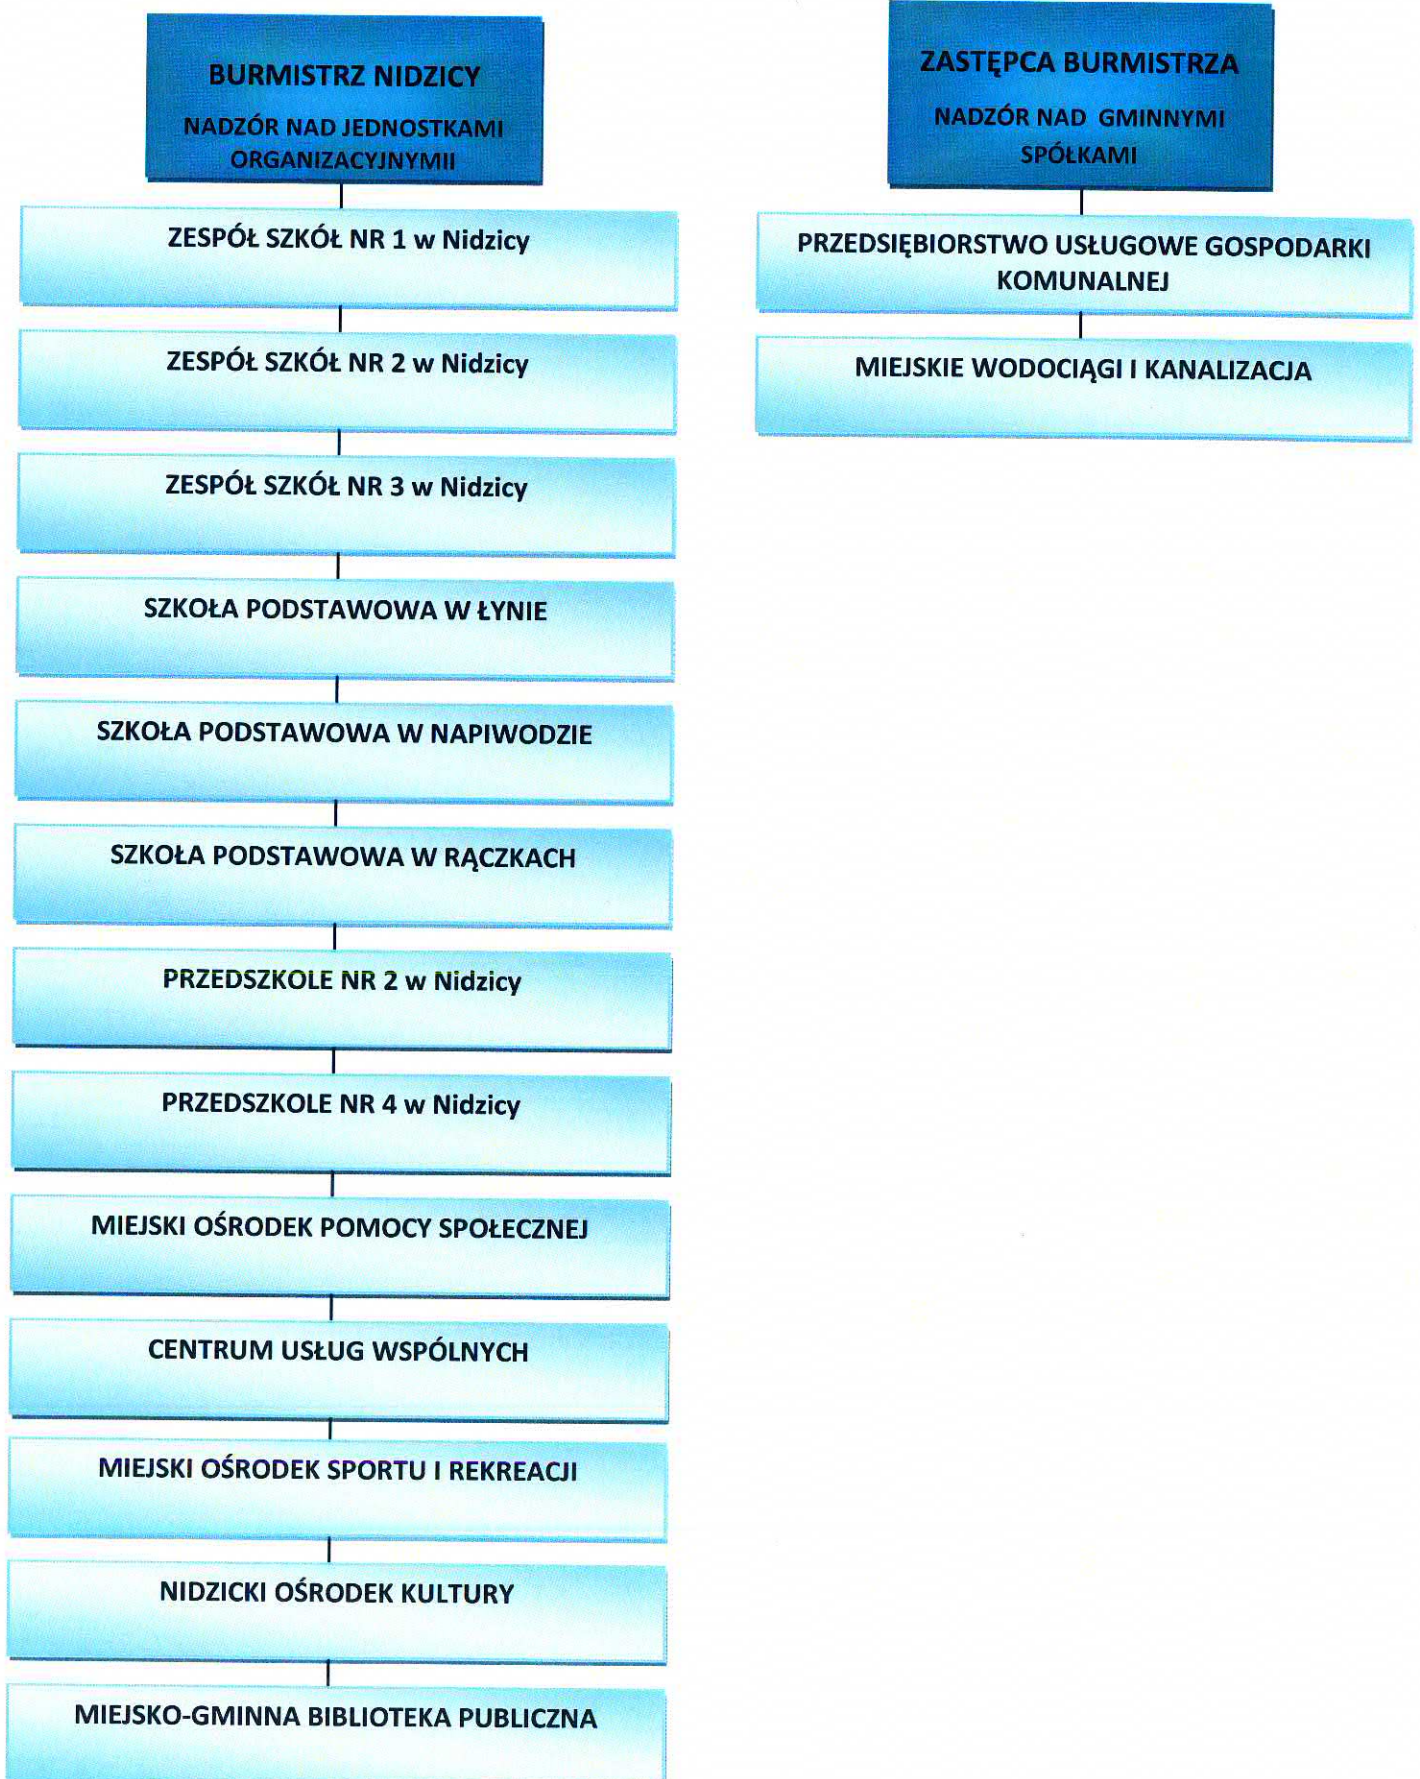 BURMISTRZ NIDZICY
NADZÓR NAD JEDNOSTKAMI
ORGANIZACYJNYMII
ZESPÓŁ SZKÓŁ NR 1 w Nidzicy
ZESPÓŁ SZKÓŁ NR 2 w Nidzicy
ZESPÓŁ SZKÓŁ NR 3 w Nidzicy
SZKOŁA PODSTAWOWA W ŁYNIE
SZKOŁA PODSTAWOWA W NAPIWODZIE
SZKOŁA PODSTAWOWA W RĄCZKACH
PRZEDSZKOLE NR 2 w Nidzicy
PRZEDSZKOLE NR 4 w Nidzicy
MIEJSKI OŚRODEK POMOCY SPOŁECZNEJ
CENTRUM USŁUG WSPÓLNYCH
MIEJSKI OŚRODEK SPORTU I REKREACJI
NIDZICKI OŚRODEK KULTURY
MIEJSKO-GMINNA BIBLIOTEKA PUBLICZNA
ZASTĘPCA BURMISTRZA
NADZÓR NAD GMINNYMI
SPÓŁKAMI
PRZEDSIĘBIORSTWO USŁUGOWE GOSPODARKI
KOMUNALNEJ
MIEJSKIE WODOCIĄGI I KANALIZACJA